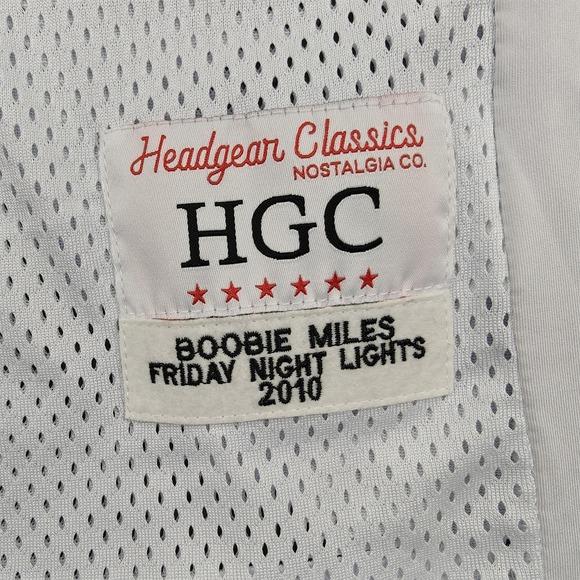 Headgear Classics
NOSTALGIA CO.
HGC
BOOBIE MILES
FRIDAY NIGHT LIGHTS
2010